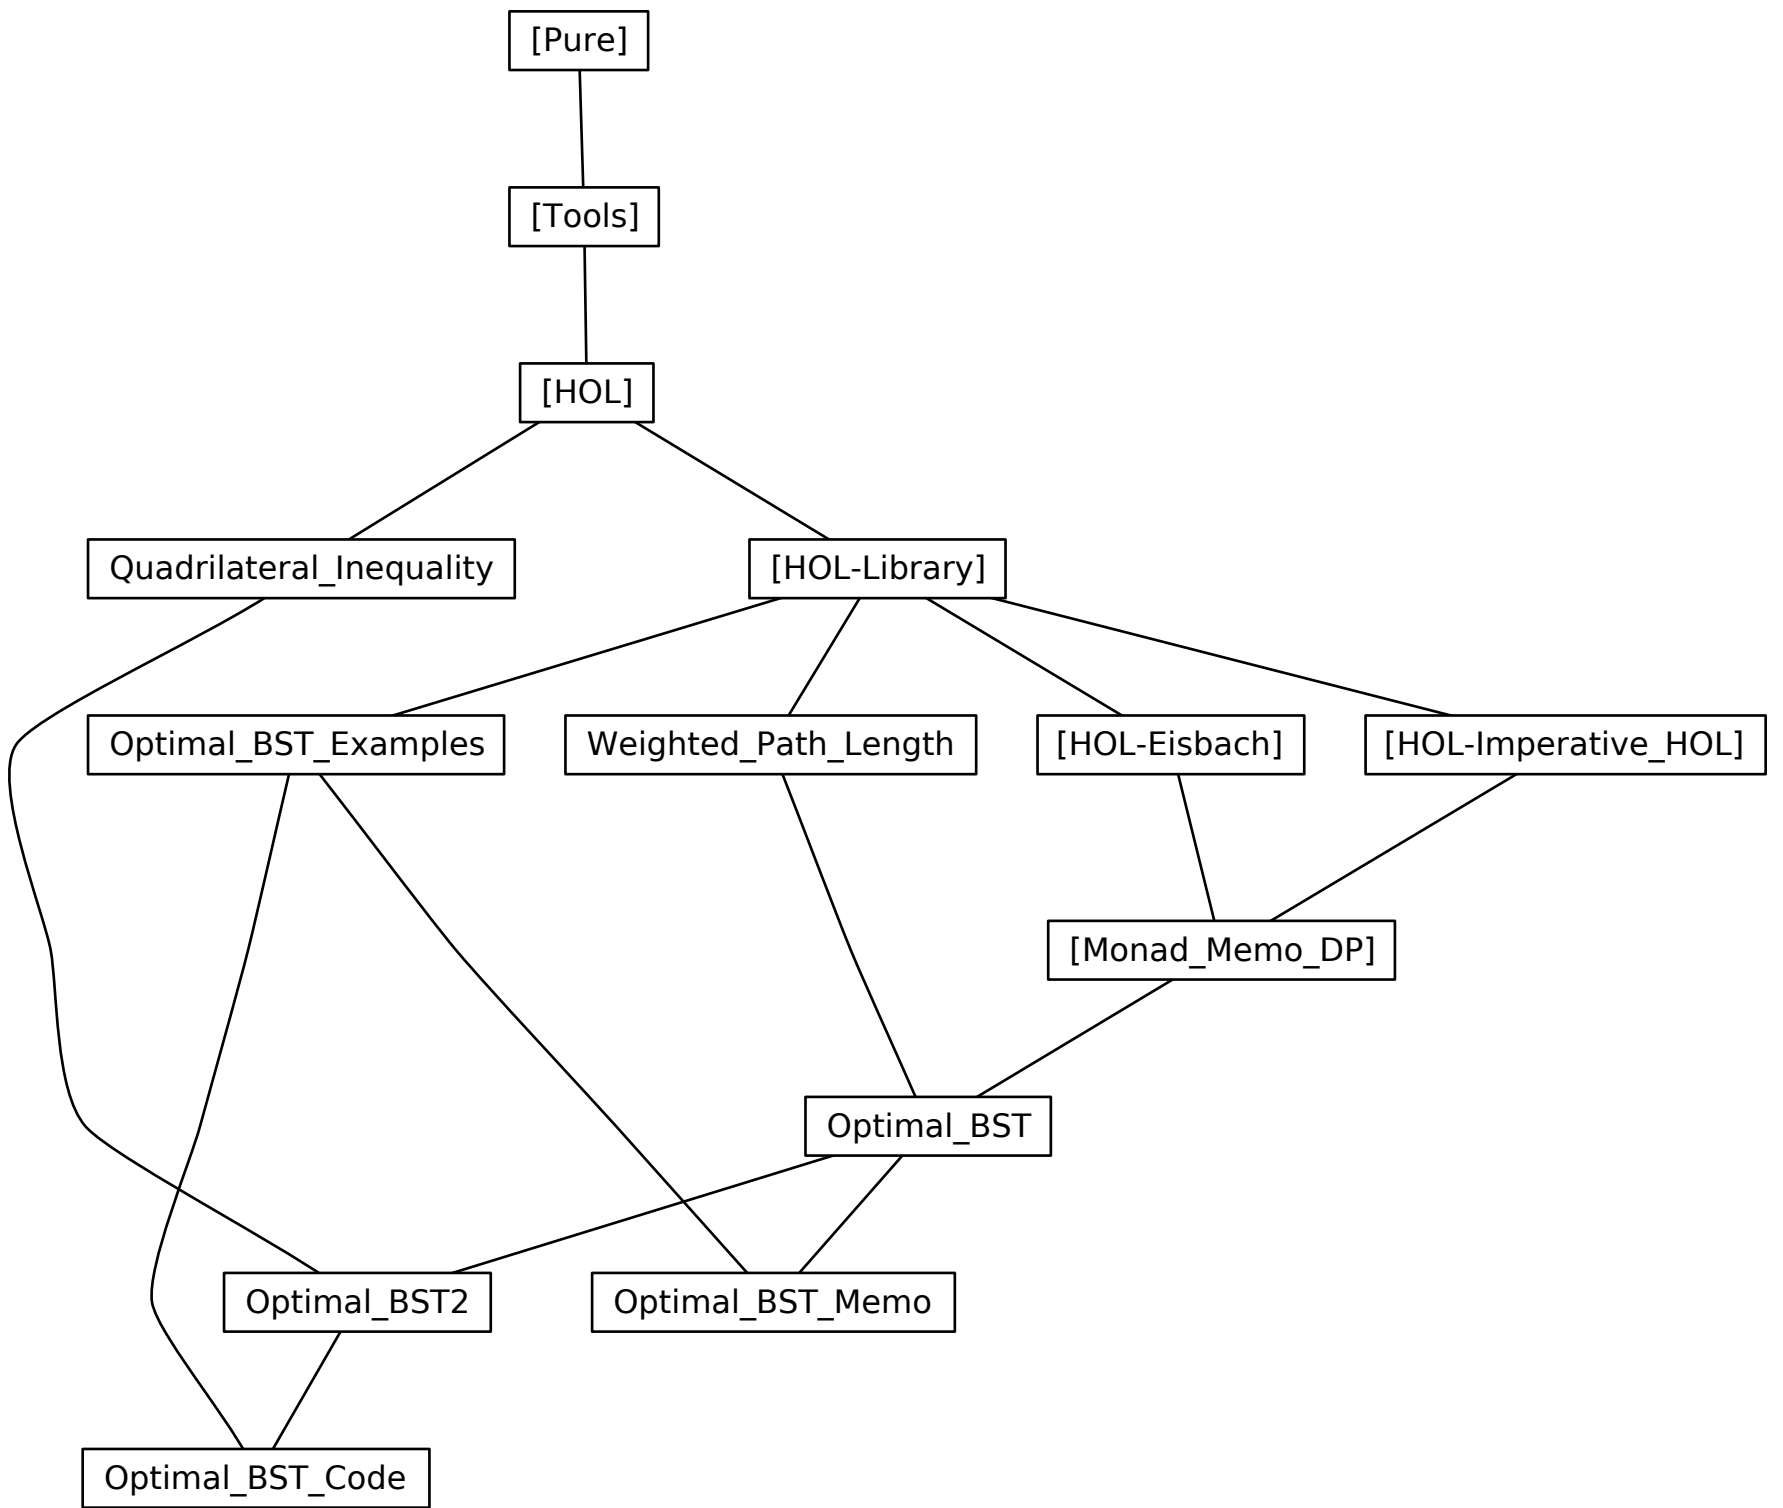 [Pure]
[Tools]
[HOL]
Quadrilateral_Inequality
[HOL-Library]
Optimal_BST_Examples
Weighted_Path_Length
[HOL-Eisbach]
[HOL-Imperative_HOL]
[Monad_Memo_DP]
Optimal_BST
Optimal_BST2
Optimal_BST_Memo
Optimal_BST_Code